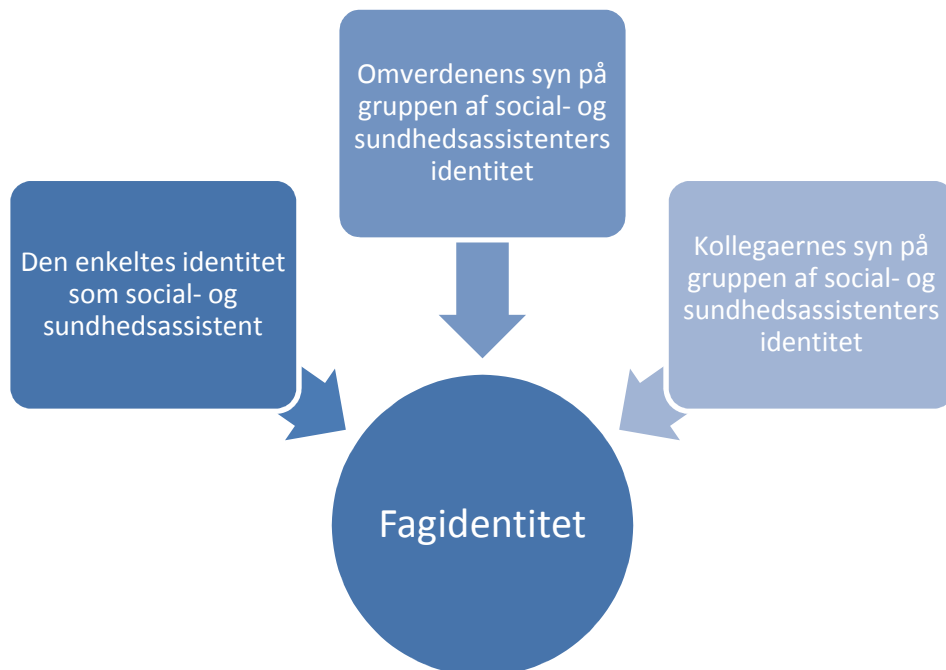 Den enkeltes identitet
som social- og
sundhedsassistent
Omverdenens syn på
gruppen af social- og
sundhedsassistenters
identitet
Kollegaernes syn på
gruppen af social- og
sundhedsassistenters
identitet
Fagidentitet